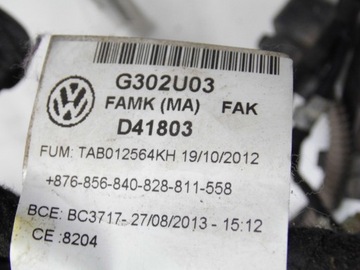 G302U03
FAMK (MA) FAK
D41803
FUM: TAB012564KH 19/10/2012
+876-856-840-828-811-558
BCE: BC3717- 27/08/2013 - 15:12
CE :8204